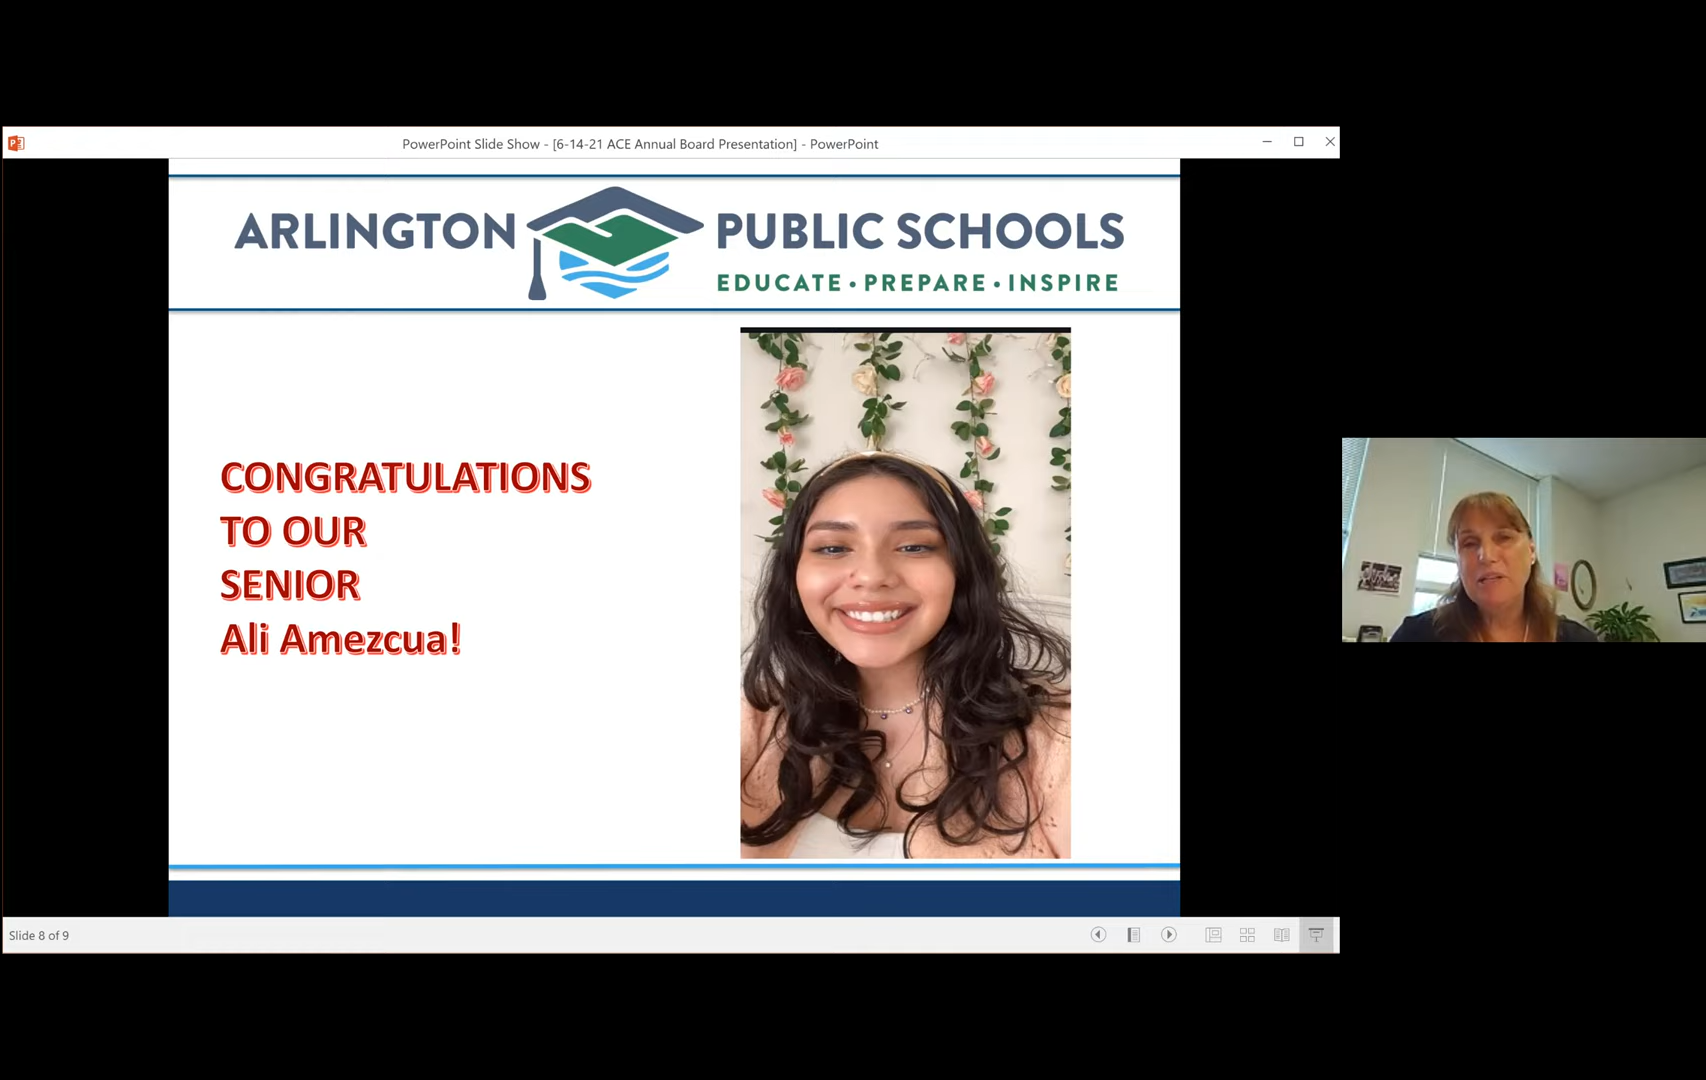 PowerPoint Slide Show - [6-14-21 ACE Annual Board Presentation] - PowerPoint
ARLINGTON PUBLIC SCHOOLS
EDUCATE • PREPARE • INSPIRE
CONGRATULATIONS
TO OUR
SENIOR
Ali Amezcua!
Slide 8 of 9